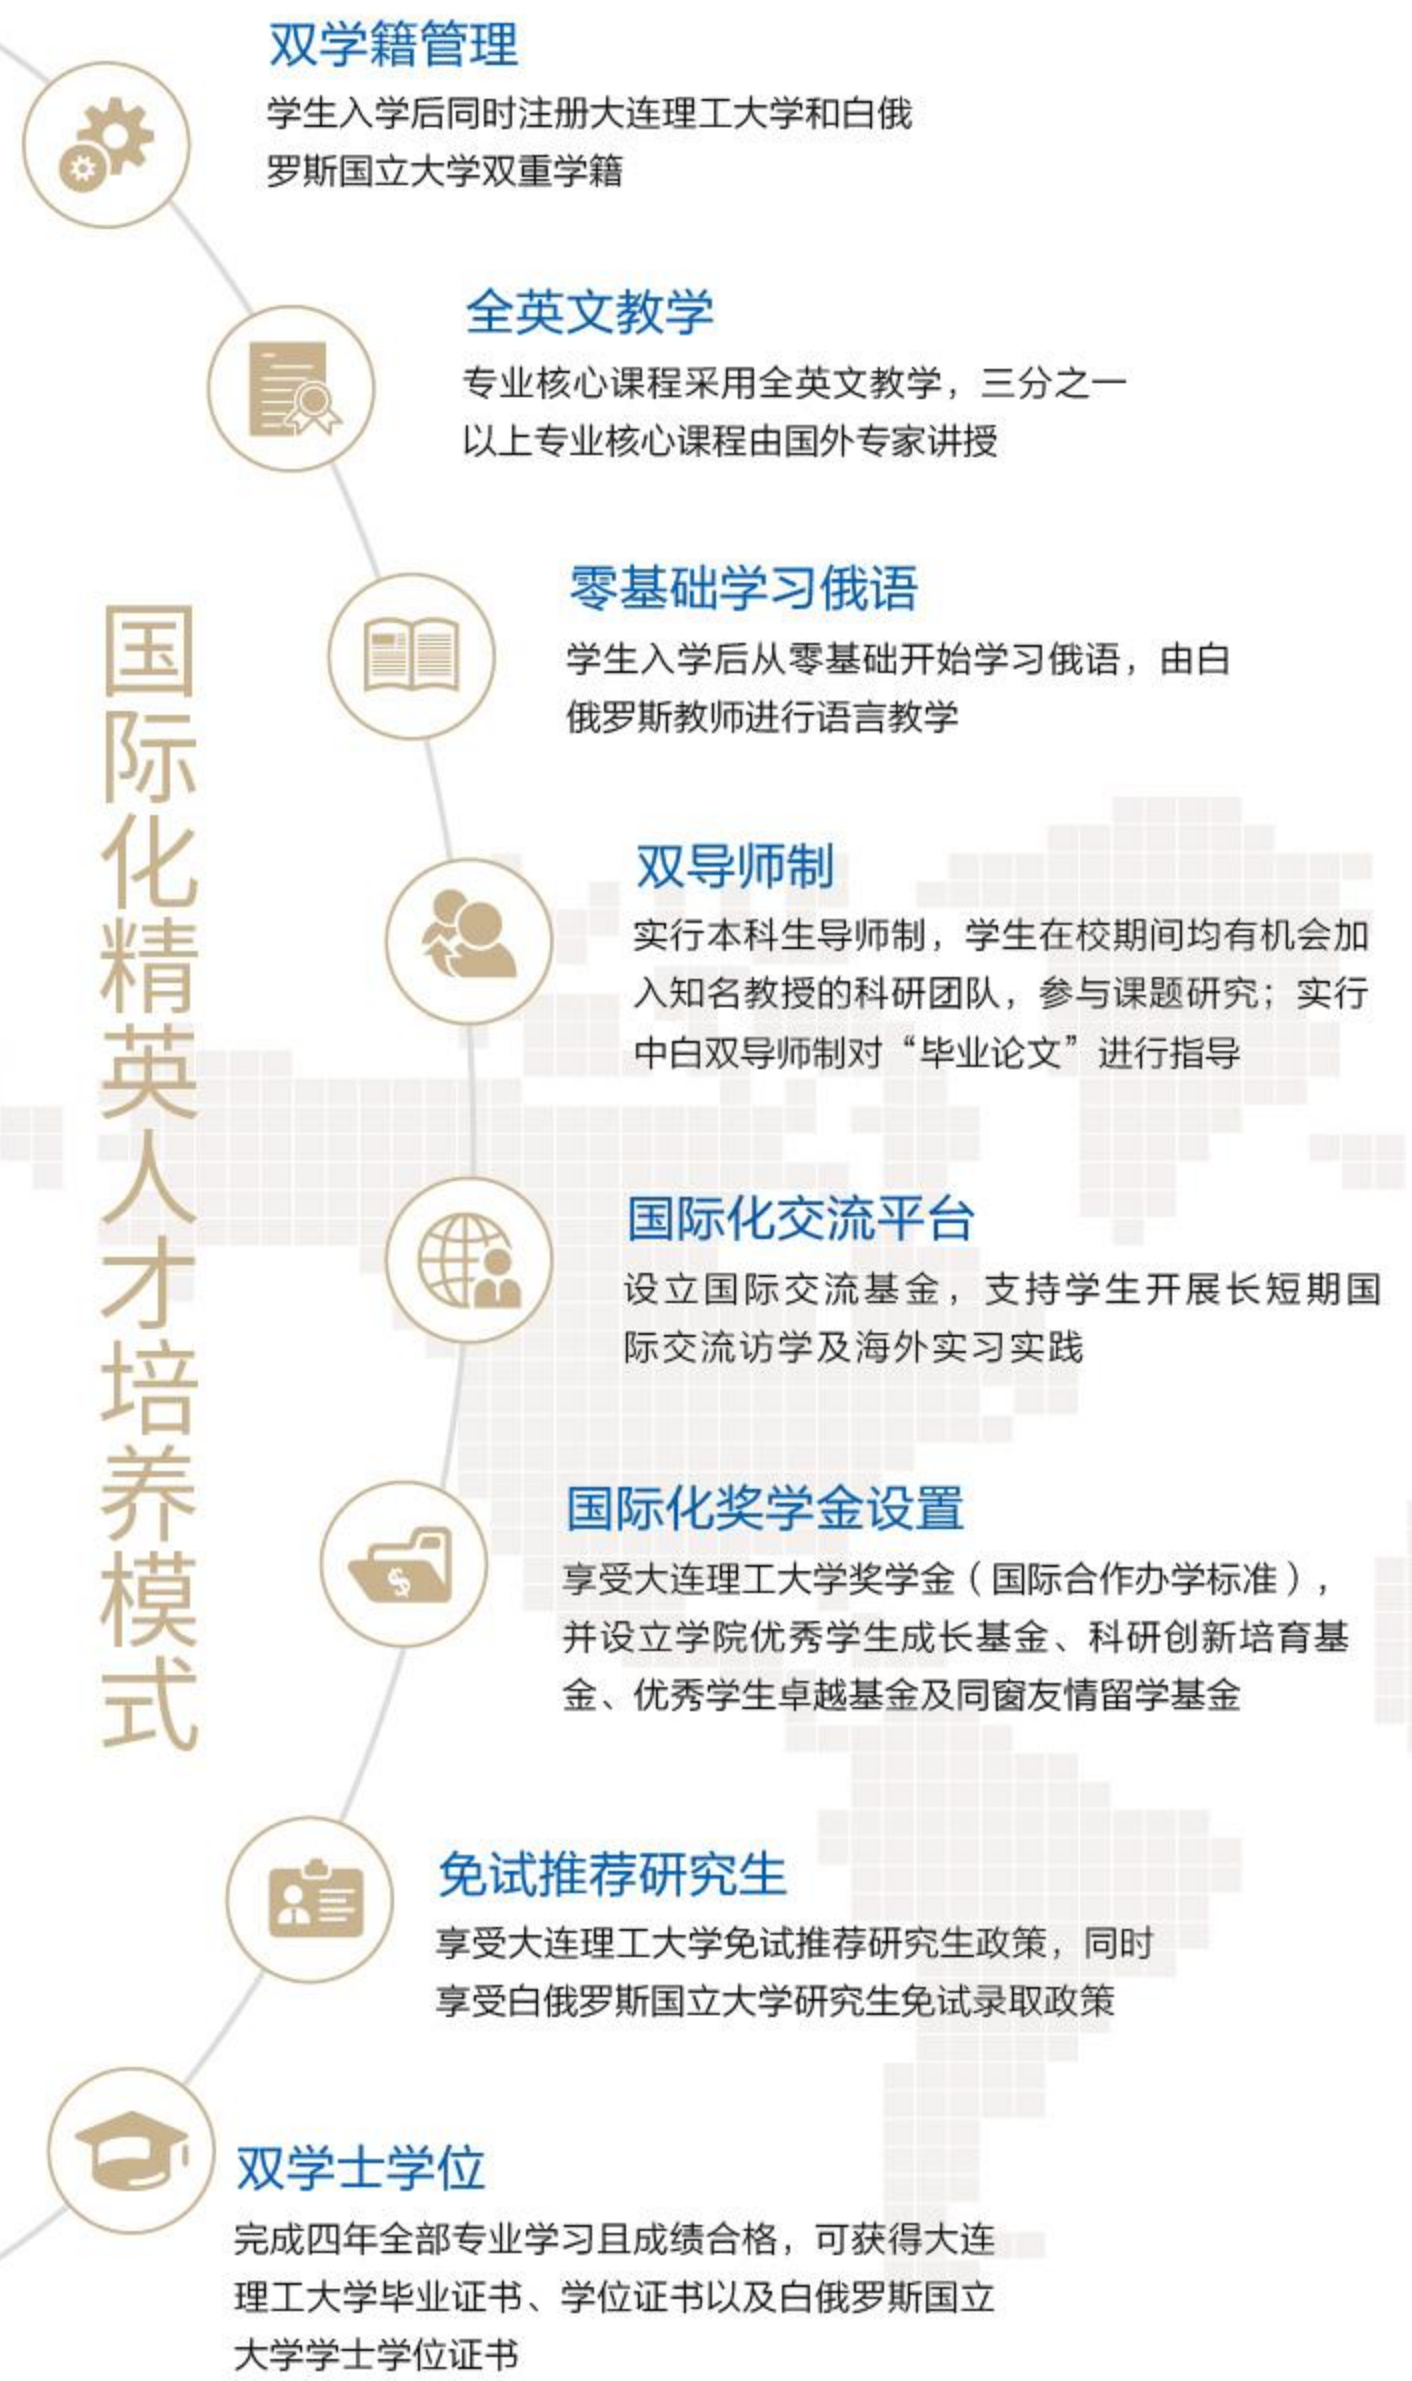 双学籍管理
学生入学后同时注册大连理工大学和白俄
罗斯国立大学双重学籍
全英文教学
专业核心课程采用全英文教学，三分之一
以上专业核心课程由国外专家讲授
零基础学习俄语
学生入学后从零基础开始学习俄语，由白
俄罗斯教师进行语言教学
双导师制
实行本科生导师制，学生在校期间均有机会加
入知名教授的科研团队，参与课题研究；实行
中白双导师制对“毕业论文”进行指导
国际化交流平台
设立国际交流基金，支持学生开展长短期国
际交流访学及海外实习实践
国际化奖学金设置
享受大连理工大学奖学金（国际合作办学标准），
并设立学院优秀学生成长基金、科研创新培育基
金、优秀学生卓越基金及同窗友情留学基金
免试推荐研究生
享受大连理工大学免试推荐研究生政策，同时
享受白俄罗斯国立大学研究生免试录取政策
双学士学位
完成四年全部专业学习且成绩合格，可获得大连
理工大学毕业证书、学位证书以及白俄罗斯国立
大学学士学位证书
国际化精英人才培养模式
$